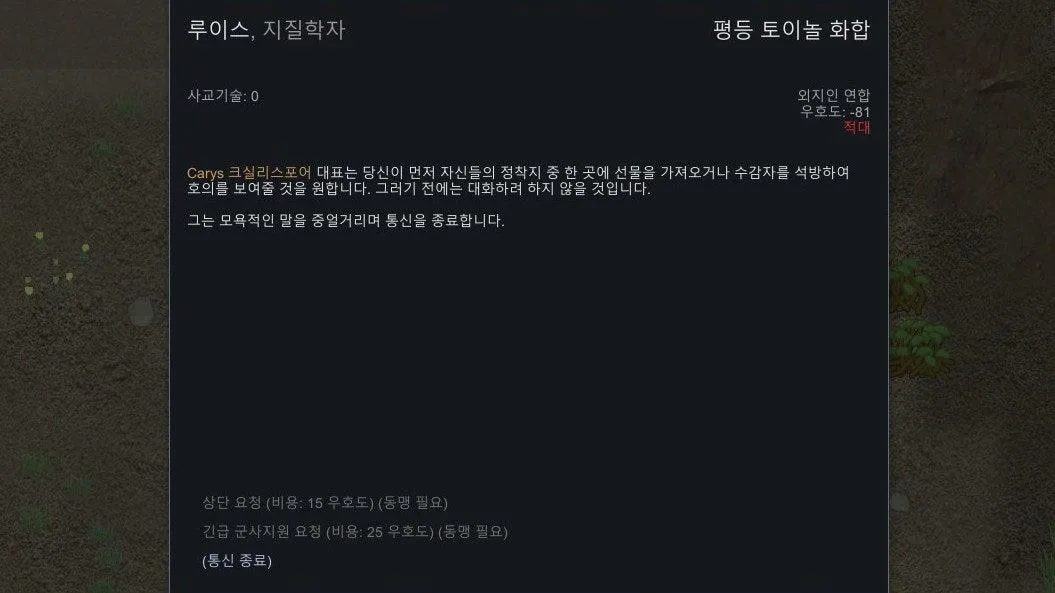 루이스, 지질학자
평등 토이놀 화합
사교기술: 0
외지인 연합
우호도: -81
적대
Carys 크실리스포어 대표는 당신이 먼저 자신들의 정착지 중 한 곳에 선물을 가져오거나 수감자를 석방하여
호의를 보여줄 것을 원합니다. 그러기 전에는 대화하려 하지 않을 것입니다.
그는 모욕적인 말을 중얼거리며 통신을 종료합니다.
상단 요청 (비용: 15 우호도) (동맹 필요)
긴급 군사지원 요청 (비용: 25 우호도) (동맹 필요)
(통신 종료)